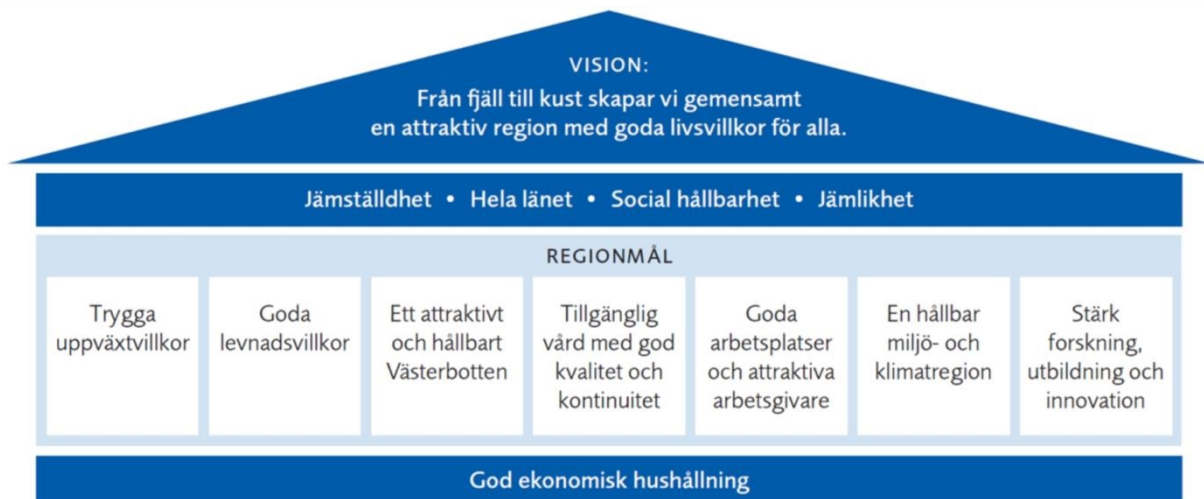 VISION:
Från fjäll till kust skapar vi gemensamt
en attraktiv region med goda livsvillkor för alla.
Jämställdhet • Hela länet • Social hållbarhet • Jämlikhet
REGIONMÅL
Trygga
uppväxtvillkor
Goda
levnadsvillkor
Ett attraktivt
och hållbart
Västerbotten
Tillgänglig
vård med god
kvalitet och
kontinuitet
Goda
arbetsplatser
och attraktiva
arbetsgivare
En hållbar
miljö- och
klimatregion
Stärk
forskning,
utbildning och
innovation
God ekonomisk hushållning